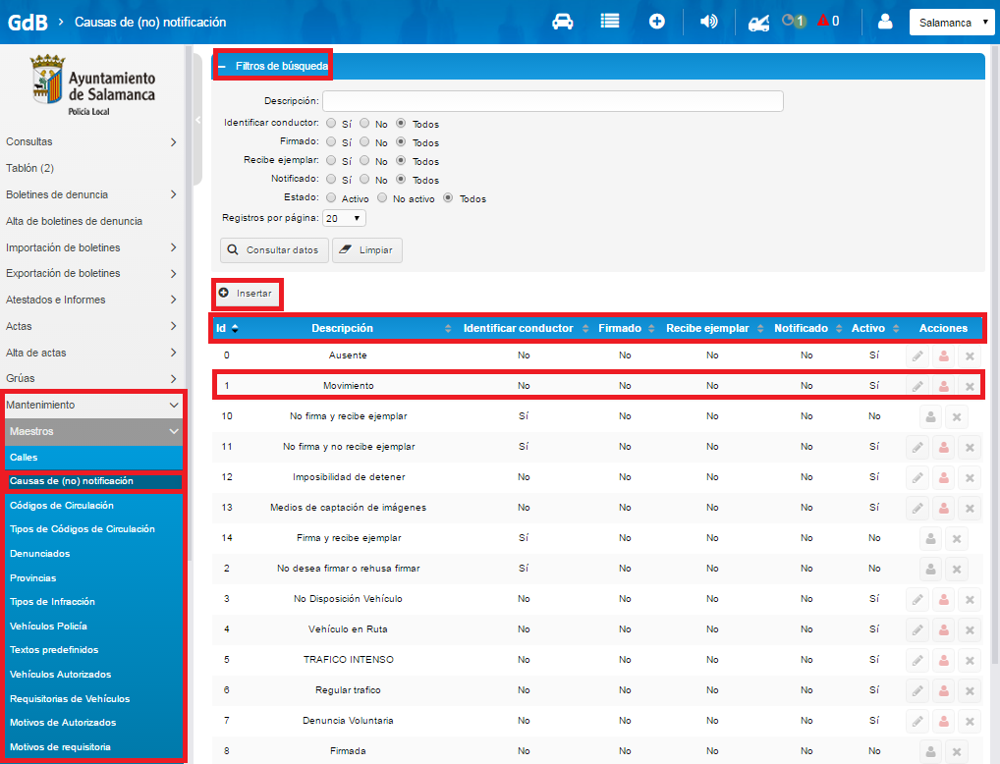 GdB › Causas de (no) notificación 1 0 Salamanca
Ayuntamiento
de Salamanca
Policía Local
Consultas
Tablón (2)
Boletines de denuncia
Alta de boletines de denuncia
Importación de boletines
Exportación de boletines
Atestados e Informes
Actas
Alta de actas
Grúas
Mantenimiento
Maestros
Calles
Causas de (no) notificación
Códigos de Circulación
Tipos de Códigos de Circulación
Denunciados
Provincias
Tipos de Infracción
Vehículos Policía
Textos predefinidos
Vehículos Autorizados
Requisitorias de Vehículos
Motivos de Autorizados
Motivos de requisitoria
Filtros de búsqueda
Descripción:
Identificar conductor: Sí No Todos
Firmado: Sí No Todos
Recibe ejemplar: Sí No Todos
Notificado: Sí No Todos
Estado: Activo No activo Todos
Registros por página: 20
Consultar datos Limpiar
Insertar
Id Descripción Identificar conductor Firmado Recibe ejemplar Notificado Activo Acciones
0 Ausente No No No No Sí
1 Movimiento No No No No Sí
10 No firma y recibe ejemplar Sí No No No No
11 No firma y no recibe ejemplar Sí No No No Sí
12 Imposibilidad de detener No No No No Sí
13 Medios de captación de imágenes No No No No Sí
14 Firma y recibe ejemplar Sí No No No No
2 No desea firmar o rehusa firmar Sí No No No No
3 No Disposición Vehículo No No No No Sí
4 Vehículo en Ruta No No No No Sí
5 TRAFICO INTENSO No No No No Sí
6 Regular trafico No No No No Sí
7 Denuncia Voluntaria No No No No Sí
8 Firmada No No No No No